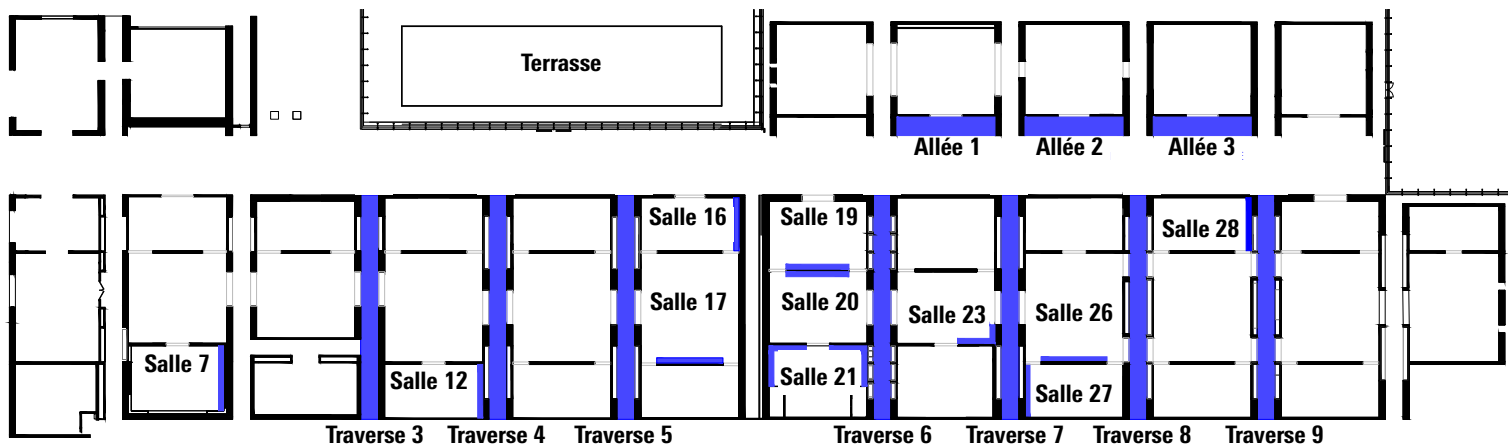 Terrasse
Allée 1
Allée 2
Allée 3
Salle 16
Salle 19
Salle 28
Salle 17
Salle 20
Salle 23
Salle 26
Salle 7
Salle 12
Salle 21
Salle 27
Traverse 3
Traverse 4
Traverse 5
Traverse 6
Traverse 7
Traverse 8
Traverse 9